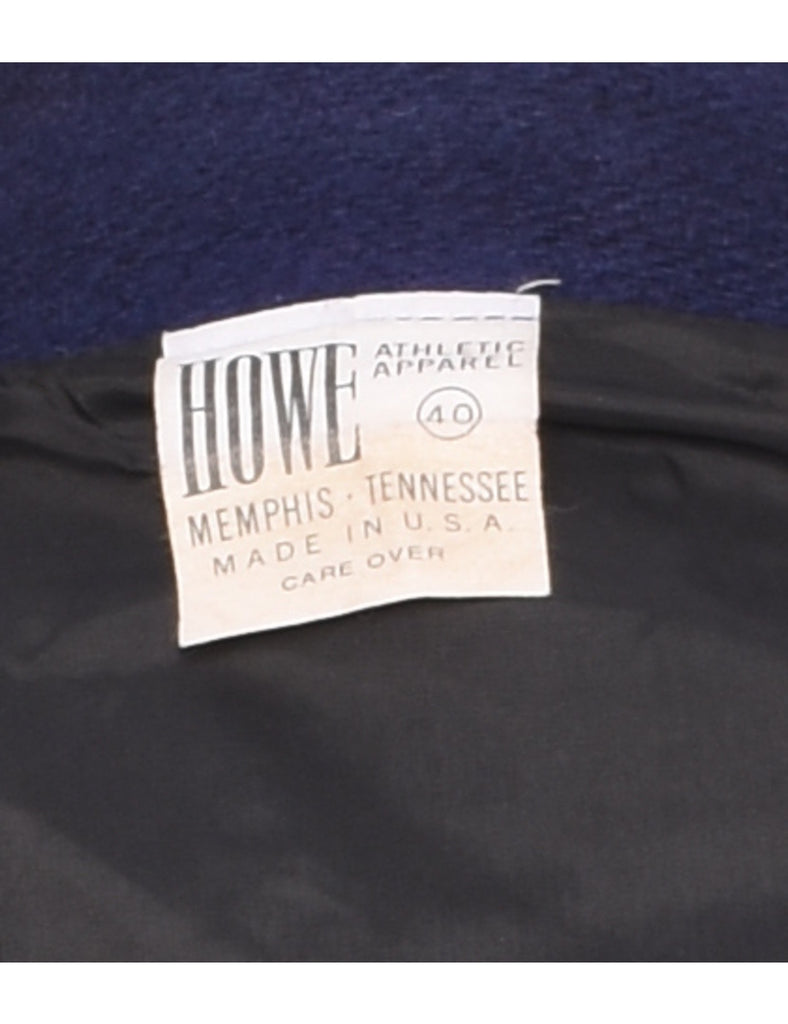 HOWE ATHLETIC
APPAREL
40
MEMPHIS · TENNESSEE
MADE IN U.S.A.
CARE OVER